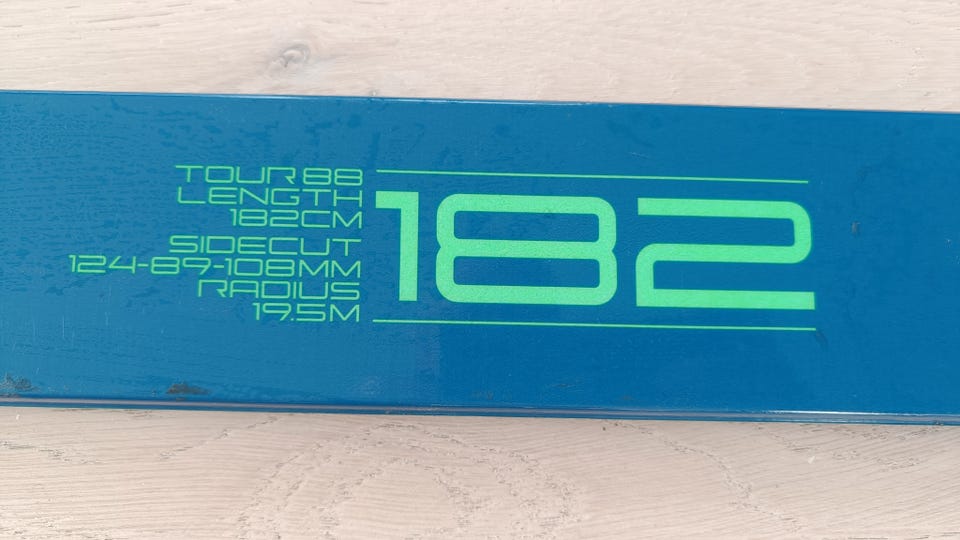 TOUR 88
LENGTH
182CM
SIDECUT
124-89-108MM
RADIUS
19.5M
182